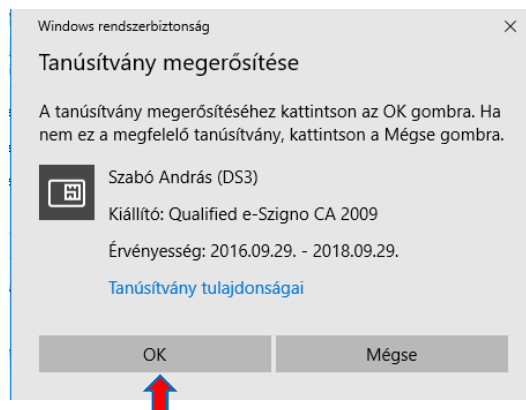 Windows rendszerbiztonság
Tanúsítvány megerősítése
A tanúsítvány megerősítéséhez kattintson az OK gombra. Ha
nem ez a megfelelő tanúsítvány, kattintson a Mégse gombra.
Szabó András (DS3)
Kiállító: Qualified e-Szigno CA 2009
Érvényesség: 2016.09.29. - 2018.09.29.
Tanúsítvány tulajdonságai
OK
Mégse